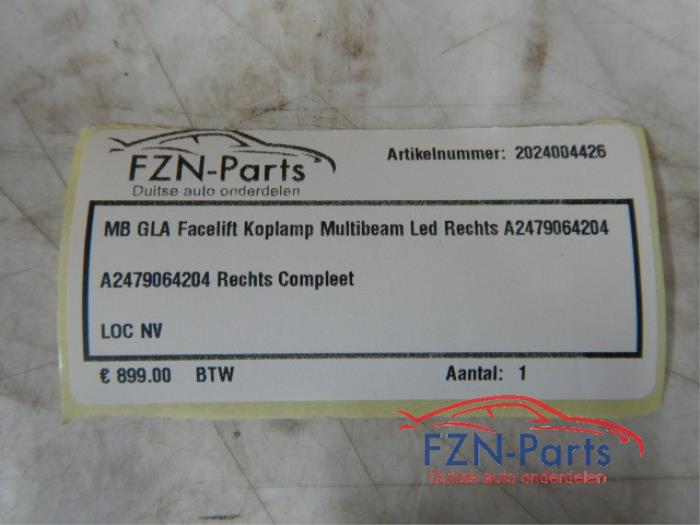 FZN-Parts
Duitse auto onderdelen
Artikelnummer: 2024004426
MB GLA Facelift Koplamp Multibeam Led Rechts A2479064204
A2479064204 Rechts Compleet
LOC NV
€ 899.00 BTW Aantal: 1
FZN-Parts
Duitse auto onderdelen